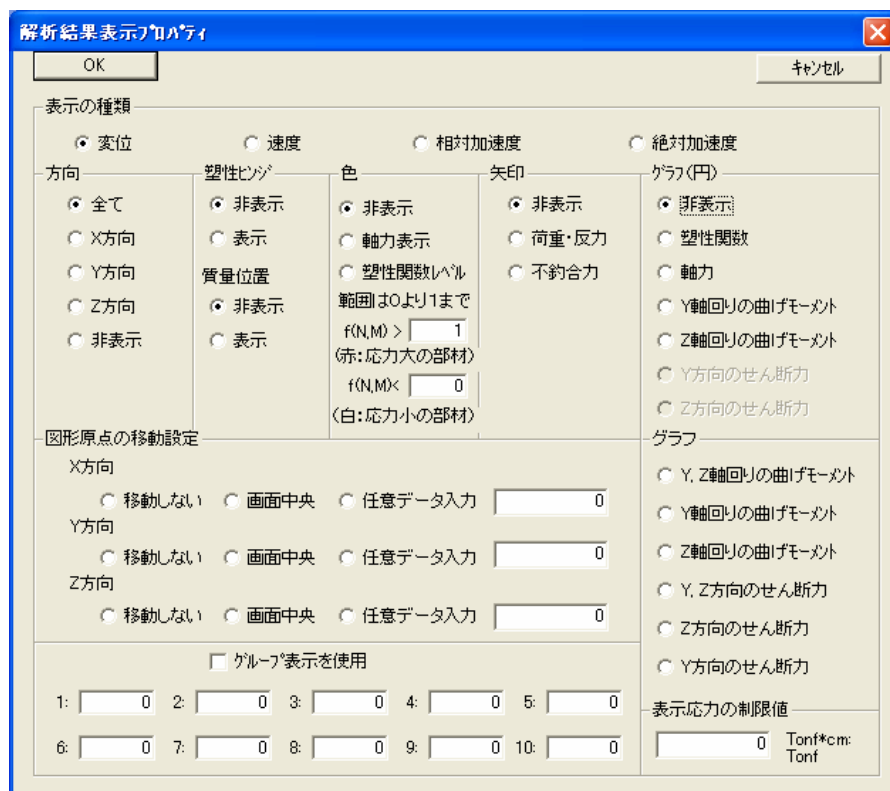 解析結果表示ﾌﾟﾛﾊﾟﾃｨ
OK
ｷｬﾝｾﾙ
表示の種類
変位
速度
相対加速度
絶対加速度
方向
全て
X方向
Y方向
Z方向
非表示
塑性ﾋﾝｼﾞ
非表示
表示
質量位置
非表示
表示
色
非表示
軸力表示
塑性関数ﾚﾍﾞﾙ
範囲は0より1まで
f(N,M) > 1
(赤:応力大の部材)
f(N,M)< 0
(白:応力小の部材)
矢印
非表示
荷重・反力
不釣合力
ｸﾞﾗﾌ(円)
非表示
塑性関数
軸力
Y軸回りの曲げﾓｰﾒﾝﾄ
Z軸回りの曲げﾓｰﾒﾝﾄ
Y方向のせん断力
Z方向のせん断力
図形原点の移動設定
X方向
移動しない 画面中央 任意データ入力 0
Y方向
移動しない 画面中央 任意データ入力 0
Z方向
移動しない 画面中央 任意データ入力 0
グラフ
Y, Z軸回りの曲げﾓｰﾒﾝﾄ
Y軸回りの曲げﾓｰﾒﾝﾄ
Z軸回りの曲げﾓｰﾒﾝﾄ
Y, Z方向のせん断力
Z方向のせん断力
Y方向のせん断力
ｸﾞﾙｰﾌﾟ表示を使用
1: 0 2: 0 3: 0 4: 0 5: 0
6: 0 7: 0 8: 0 9: 0 10: 0
表示応力の制限値
0 Tonf*cm:
Tonf